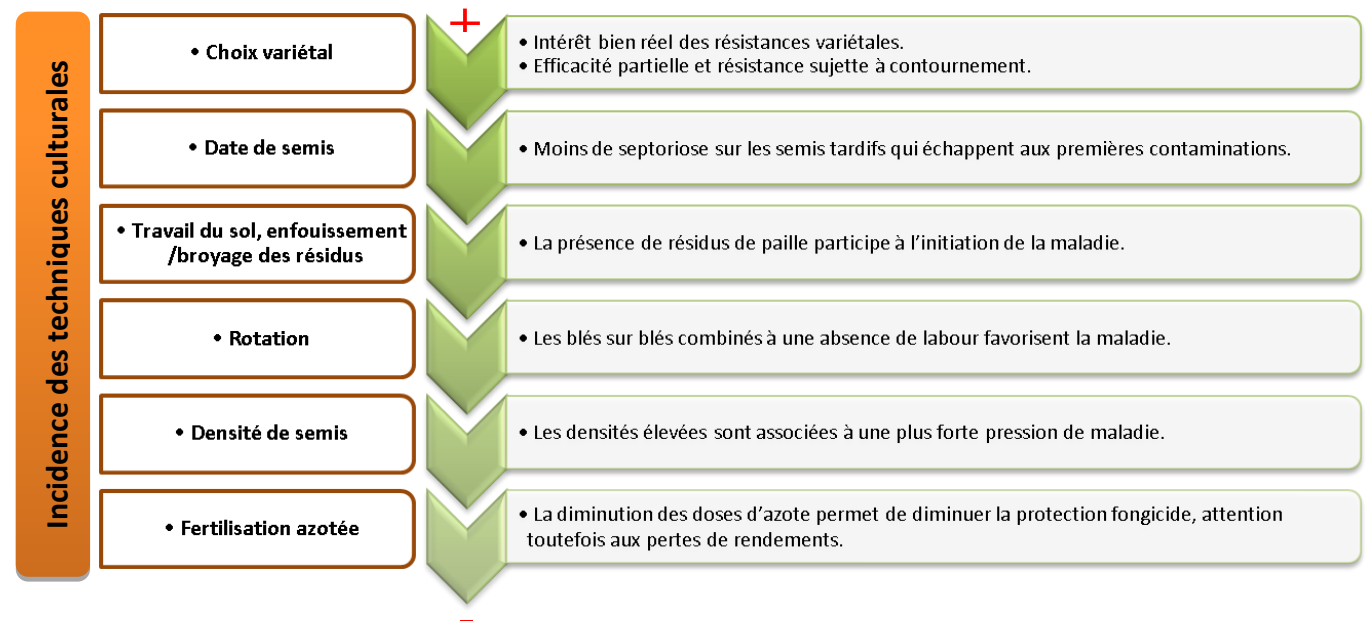 Incidence des techniques culturales
+
• Choix variétal
• Intérêt bien réel des résistances variétales.
• Efficacité partielle et résistance sujette à contournement.
• Date de semis
• Moins de septoriose sur les semis tardifs qui échappent aux premières contaminations.
• Travail du sol, enfouissement
/broyage des résidus
• La présence de résidus de paille participe à l'initiation de la maladie.
• Rotation
• Les blés sur blés combinés à une absence de labour favorisent la maladie.
• Densité de semis
• Les densités élevées sont associées à une plus forte pression de maladie.
• Fertilisation azotée
• La diminution des doses d'azote permet de diminuer la protection fongicide, attention
toutefois aux pertes de rendements.
-